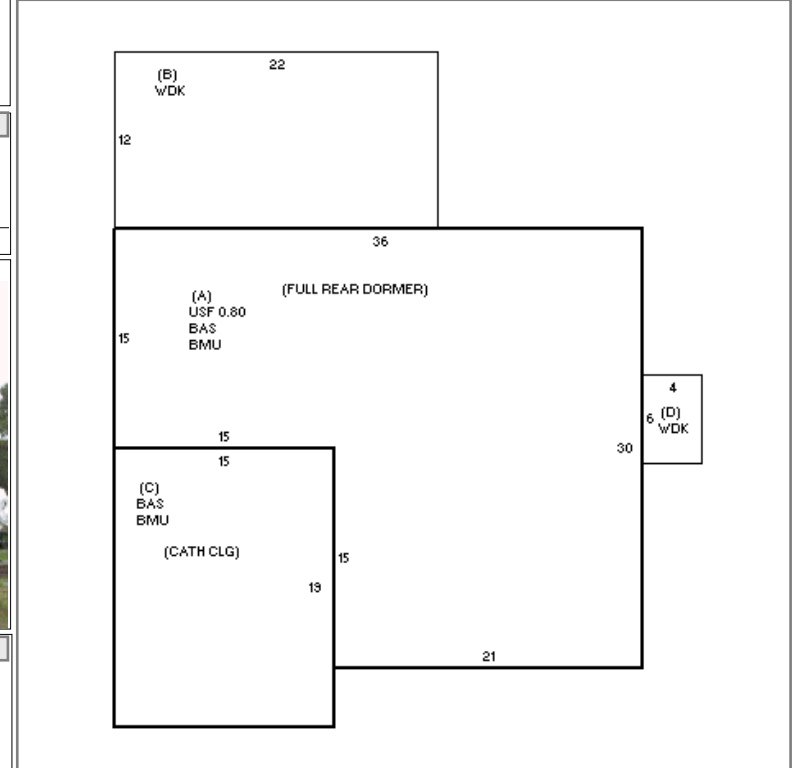 22
(B)
WDK
12
36
(FULL REAR DORMER)
(A)
USF 0.80
BAS
BMU
15
4
6 (D)
WDK
15
30
15
(C)
BAS
BMU
(CATH CLG)
15
19
21